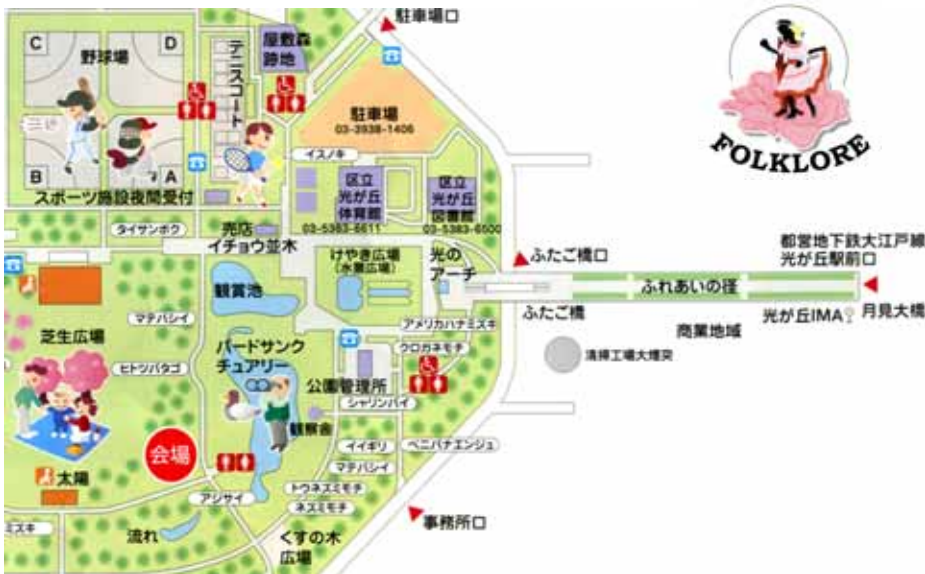 駐車場口
C
D
野球場
B
A
テニスコート
屋敷森
跡地
駐車場
03-3938-1406
イスノキ
区立
光が丘
体育館
03-5383-6611
区立
光が丘
図書館
03-5383-6500
スポーツ施設夜間受付
タイサンボク
売店
イチョウ並木
けやき広場
(水景広場)
光の
アーチ
ふたご橋口
ふたご橋
ふれあいの径
都営地下鉄大江戸線
光が丘駅前口
月見大橋
光が丘IMA
商業地域
清掃工場大煙突
観賞池
マテバシイ
芝生広場
ヒトツバタゴ
バードサンク
チュアリー
アメリカハナミズキ
クロガネモチ
公園管理所
シャリンバイ
観察舎
イイギリ
ベニバナエンジュ
マテバシイ
トウネズミモチ
ネズミモチ
会場
太陽
アジサイ
ミズキ
流れ
くすの木
広場
事務所口
FOLKLORE